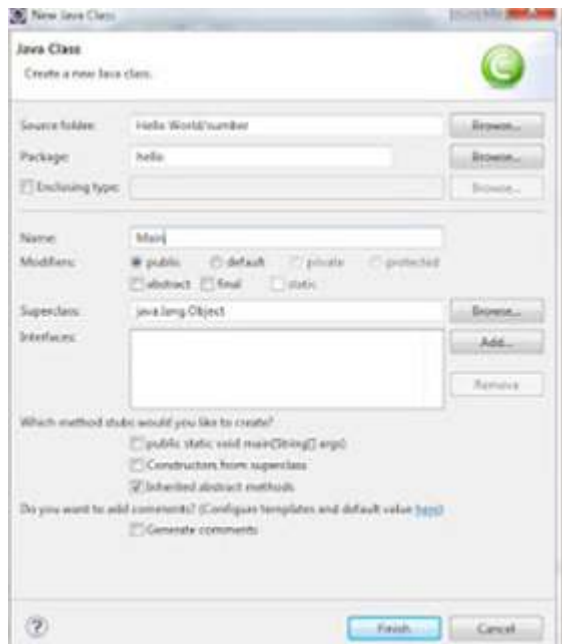 New Java Class
Java Class
Create a new Java class.
Source folder: Hello World/number Browse...
Package: hello Browse...
Enclosing type: Browse...
Name: Main
Modifiers: public default private protected
abstract final static
Superclass: java.lang.Object Browse...
Interfaces: Add...
Remove
Which method stubs would you like to create?
public static void main(String[] args)
Constructors from superclass
Inherited abstract methods
Do you want to add comments? (Configure templates and default value here)
Generate comments
? Finish Cancel